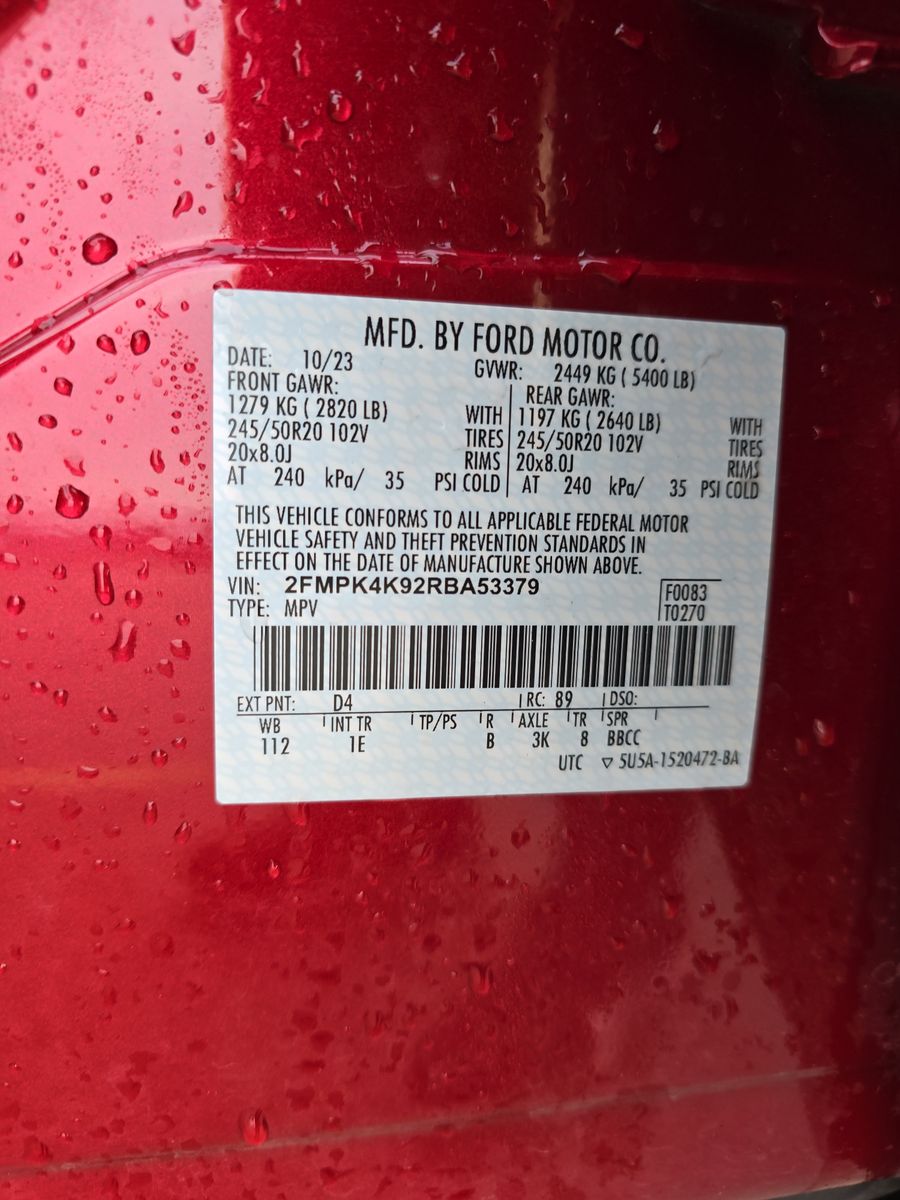 MFD. BY FORD MOTOR CO.
DATE: 10/23 GVWR: 2449 KG ( 5400 LB)
FRONT GAWR: REAR GAWR:
1279 KG ( 2820 LB) WITH 1197 KG ( 2640 LB) WITH
245/50R20 102V TIRES 245/50R20 102V TIRES
20x8.0J RIMS 20x8.0J RIMS
AT 240 kPa/ 35 PSI COLD AT 240 kPa/ 35 PSI COLD
THIS VEHICLE CONFORMS TO ALL APPLICABLE FEDERAL MOTOR
VEHICLE SAFETY AND THEFT PREVENTION STANDARDS IN
EFFECT ON THE DATE OF MANUFACTURE SHOWN ABOVE.
VIN: 2FMPK4K92RBA53379 F0083
TYPE: MPV T0270
EXT PNT: D4 RC: 89 DSO:
WB INT TR TP/PS R AXLE TR SPR
112 1E B 3K 8 BBCC
UTC ▽ 5U5A-1520472-BA